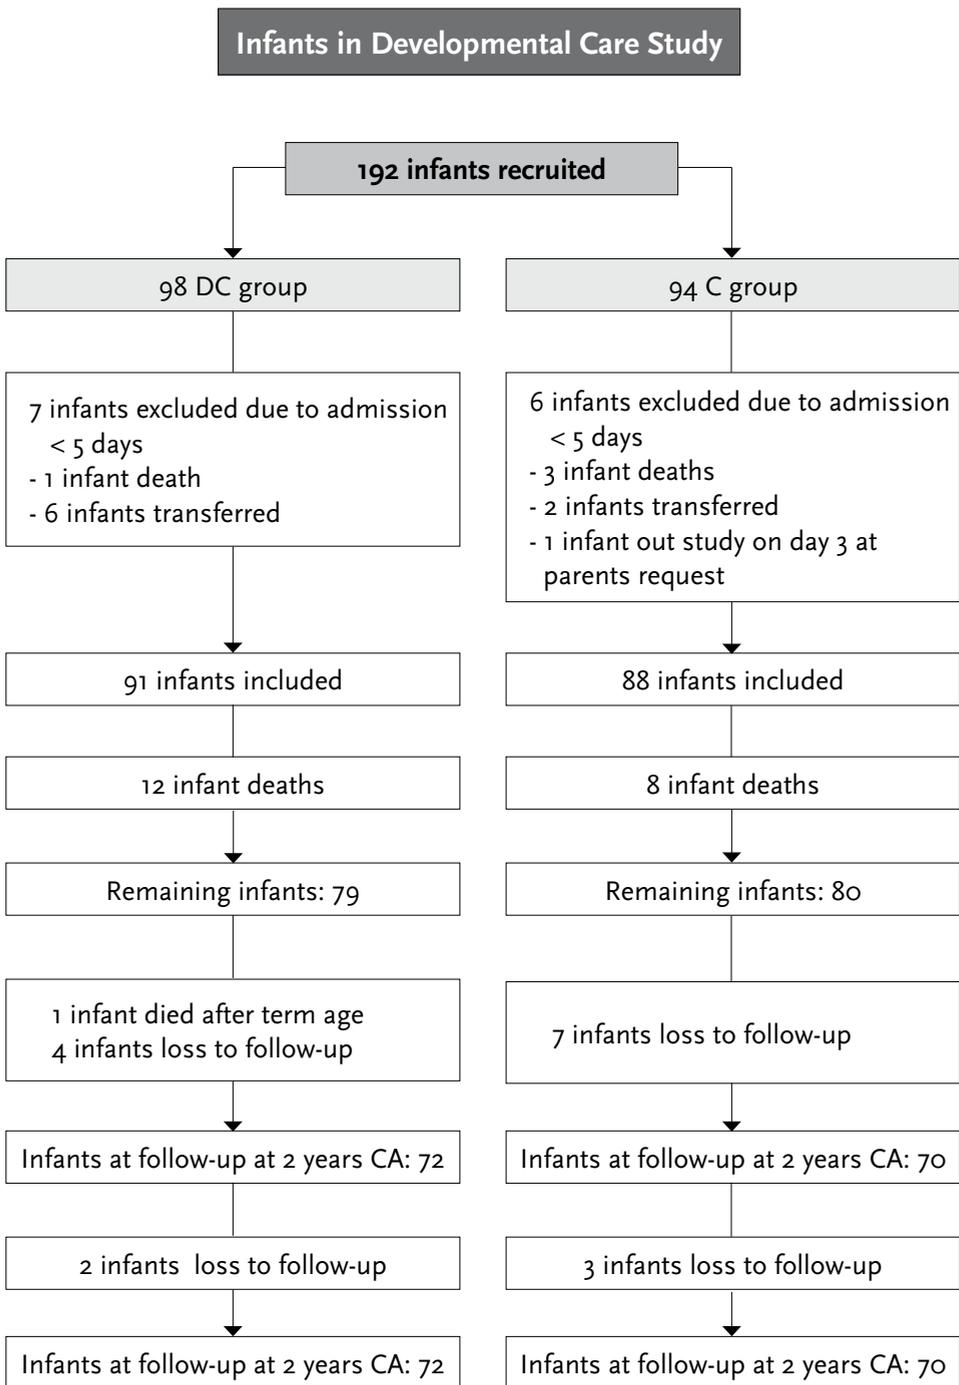 Infants in Developmental Care Study
192 infants recruited
98 DC group
94 C group
7 infants excluded due to admission
< 5 days
- 1 infant death
- 6 infants transferred
6 infants excluded due to admission
< 5 days
- 3 infant deaths
- 2 infants transferred
- 1 infant out study on day 3 at
parents request
91 infants included
88 infants included
12 infant deaths
8 infant deaths
Remaining infants: 79
Remaining infants: 80
1 infant died after term age
4 infants loss to follow-up
7 infants loss to follow-up
Infants at follow-up at 2 years CA: 72
Infants at follow-up at 2 years CA: 70
2 infants loss to follow-up
3 infants loss to follow-up
Infants at follow-up at 2 years CA: 72
Infants at follow-up at 2 years CA: 70